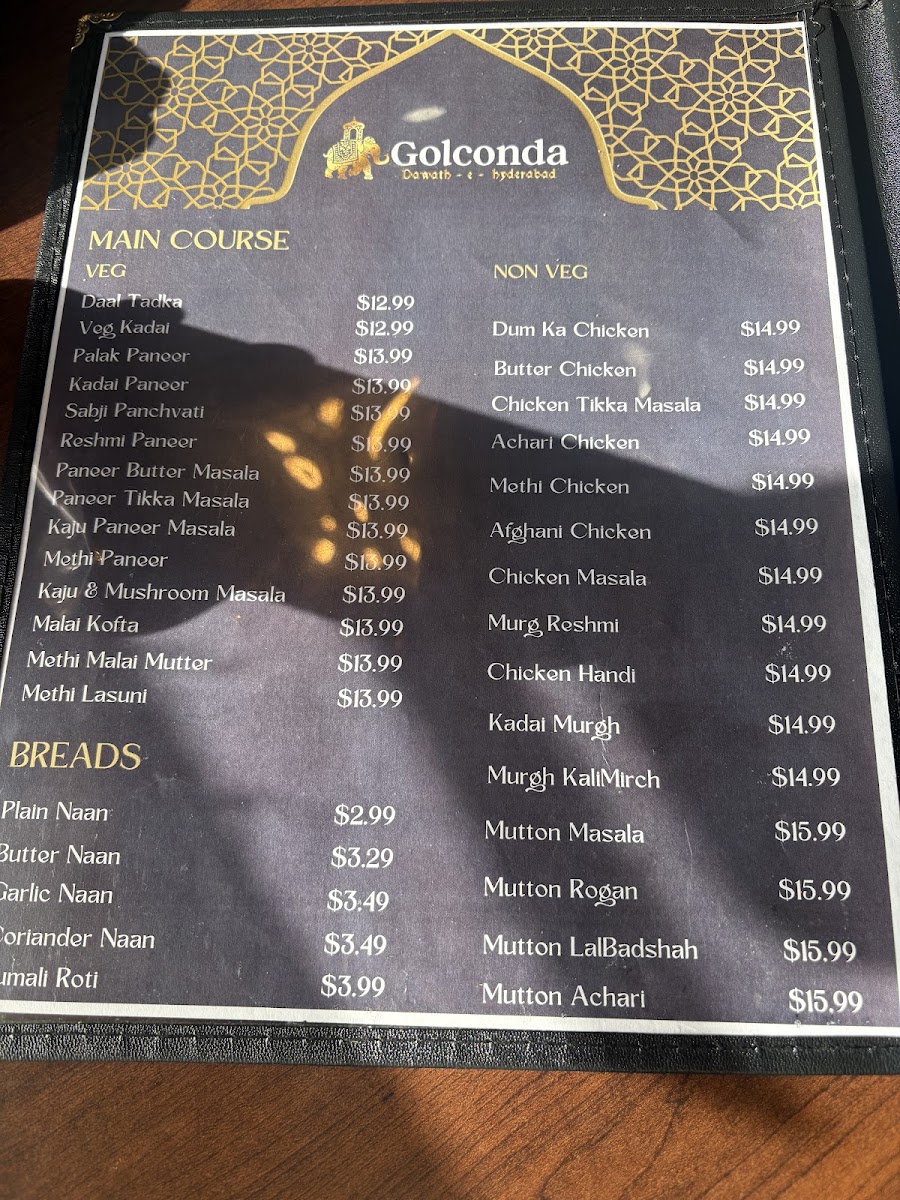 Golconda
Dawath - e - hyderabad
MAIN COURSE
VEG
Daal Tadka $12.99
Veg Kadai $12.99
Palak Paneer $13.99
Kadai Paneer $13.99
Sabji Panchvati $13.99
Reshmi Paneer $13.99
Paneer Butter Masala $13.99
Paneer Tikka Masala $13.99
Kaju Paneer Masala $13.99
Methi Paneer $13.99
Kaju & Mushroom Masala $13.99
Malai Kofta $13.99
Methi Malai Mutter $13.99
Methi Lasuni $13.99
BREADS
Plain Naan $2.99
Butter Naan $3.29
Garlic Naan $3.49
Coriander Naan $3.49
umali Roti $3.99
NON VEG
Dum Ka Chicken $14.99
Butter Chicken $14.99
Chicken Tikka Masala $14.99
Achari Chicken $14.99
Methi Chicken $14.99
Afghani Chicken $14.99
Chicken Masala $14.99
Murg Reshmi $14.99
Chicken Handi $14.99
Kadai Murgh $14.99
Murgh KaliMirch $14.99
Mutton Masala $15.99
Mutton Rogan $15.99
Mutton LalBadshah $15.99
Mutton Achari $15.99